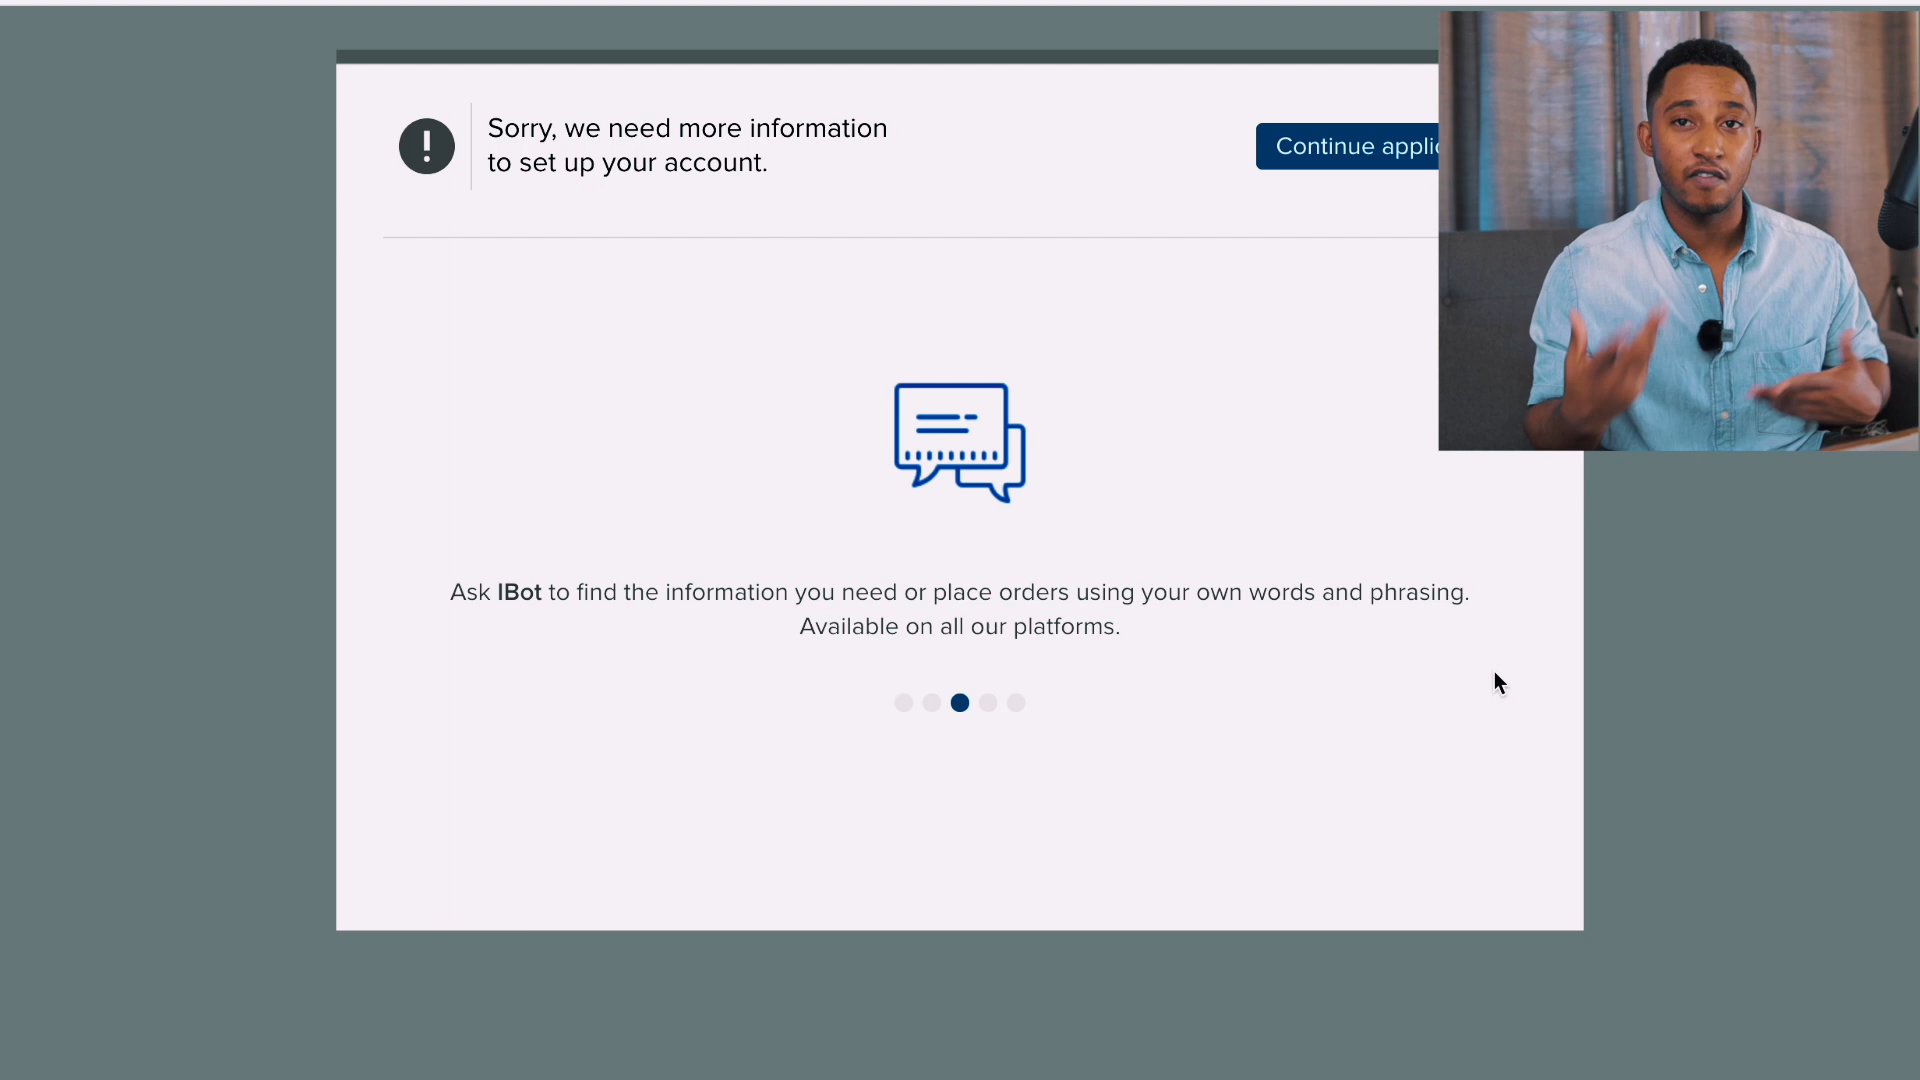 Sorry, we need more information
to set up your account.
Continue applic
Ask IBot to find the information you need or place orders using your own words and phrasing.
Available on all our platforms.